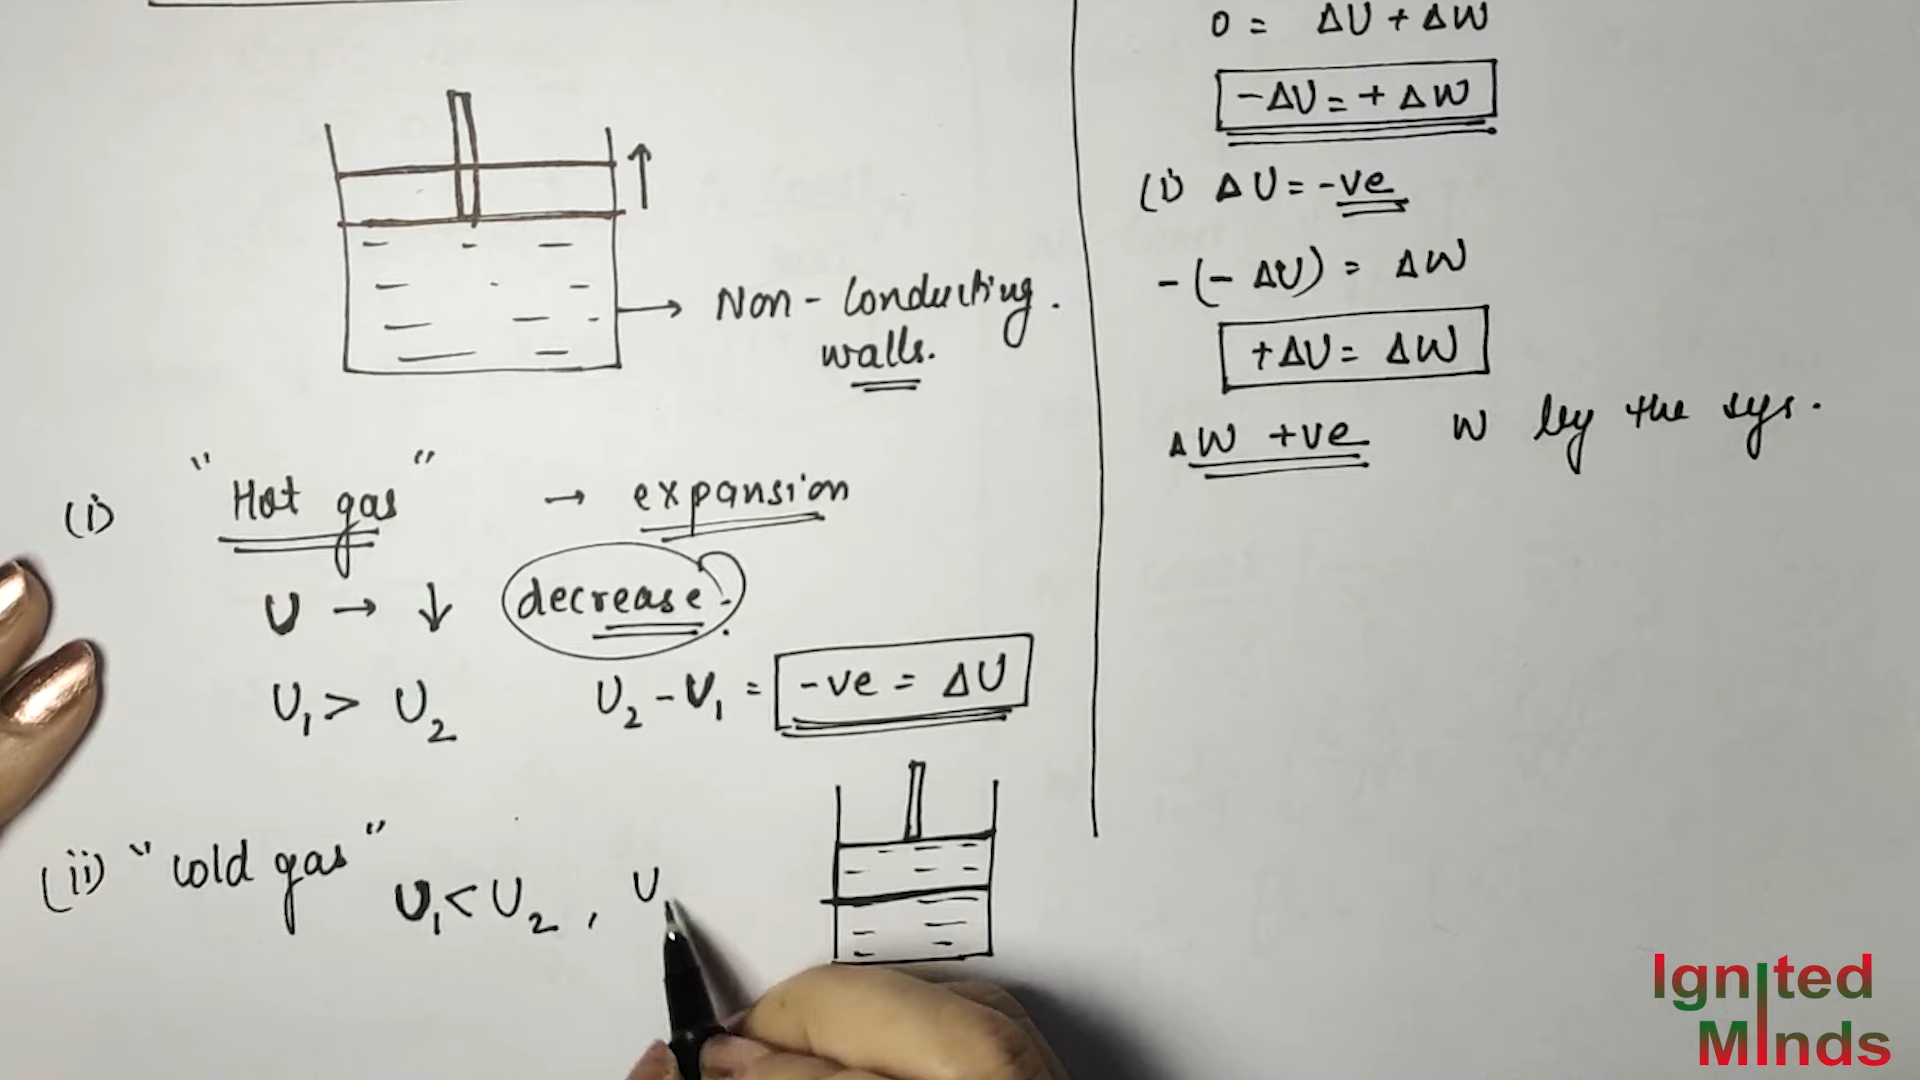 Non-Conducting.
walls.
(i) "Hot gas" → expansion
U → ↓ decrease.
U₁ > U₂ U₂ - U₁ = -ve = ΔU
(ii) "cold gas" U₁ < U₂ , U
0 = ΔU + ΔW
-ΔU = + ΔW
(i) ΔU = -ve
-(- ΔU) = ΔW
+ΔU = ΔW
ΔW +ve W by the sys.
Ignited
Minds